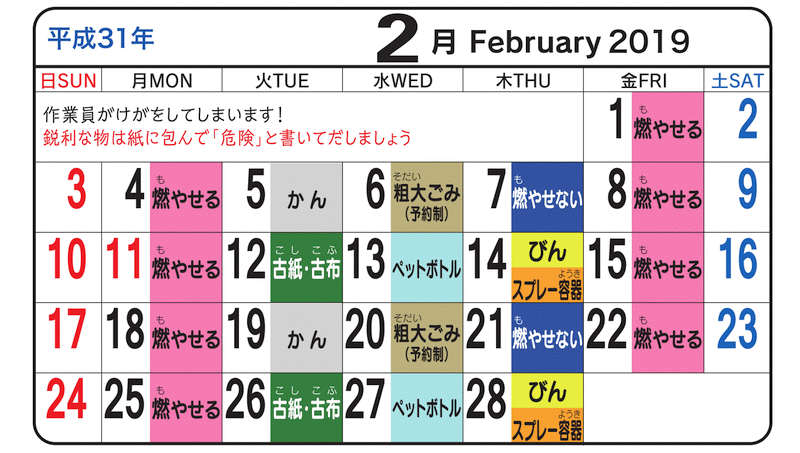 平成31年 2月 February 2019
日SUN 月MON 火TUE 水WED 木THU 金FRI 土SAT
作業員がけがをしてしまいます!
鋭利な物は紙に包んで「危険」と書いてだしましょう
1 も 燃やせる 2
3 4 も 燃やせる 5 かん 6 そだい 粗大ごみ (予約制) 7 も 燃やせない 8 も 燃やせる 9
10 11 も 燃やせる 12 こし こふ 古紙・古布 13 ペットボトル 14 びん ようき スプレー容器 15 も 燃やせる 16
17 18 も 燃やせる 19 かん 20 そだい 粗大ごみ (予約制) 21 も 燃やせない 22 も 燃やせる 23
24 25 も 燃やせる 26 こし こふ 古紙・古布 27 ペットボトル 28 びん ようき スプレー容器